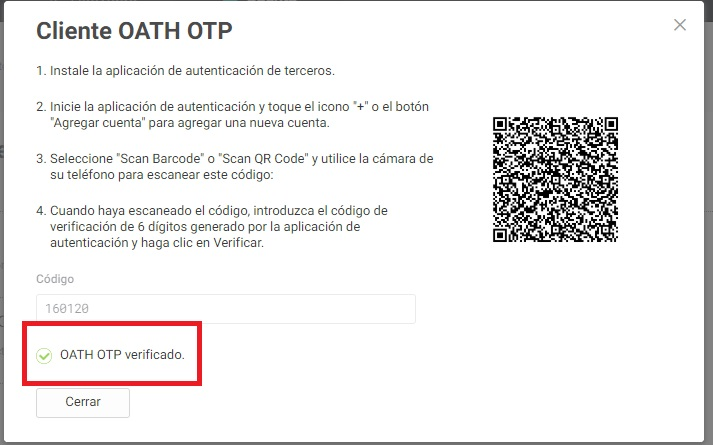 Cliente OATH OTP
1. Instale la aplicación de autenticación de terceros.
2. Inicie la aplicación de autenticación y toque el icono "+" o el botón
"Agregar cuenta" para agregar una nueva cuenta.
3. Seleccione "Scan Barcode" o "Scan QR Code" y utilice la cámara de
su teléfono para escanear este código:
4. Cuando haya escaneado el código, introduzca el código de
verificación de 6 dígitos generado por la aplicación de
autenticación y haga clic en Verificar.
Código
160120
OATH OTP verificado.
Cerrar